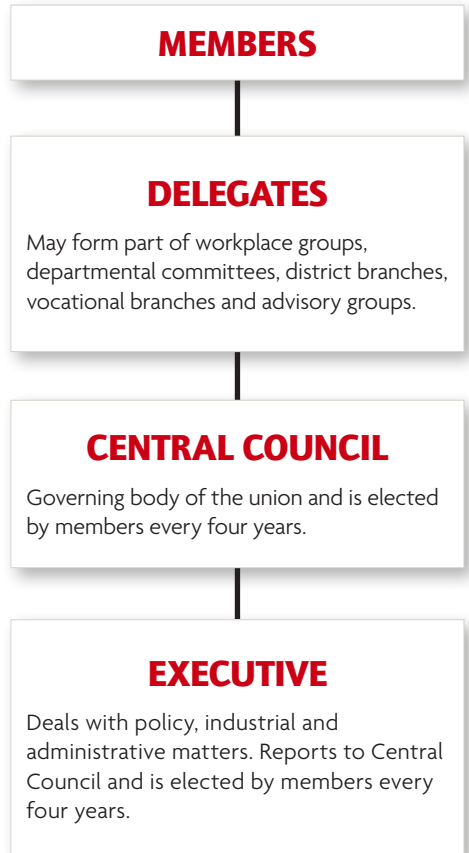 MEMBERS
DELEGATES
May form part of workplace groups,
departmental committees, district branches,
vocational branches and advisory groups.
CENTRAL COUNCIL
Governing body of the union and is elected
by members every four years.
EXECUTIVE
Deals with policy, industrial and
administrative matters. Reports to Central
Council and is elected by members every
four years.